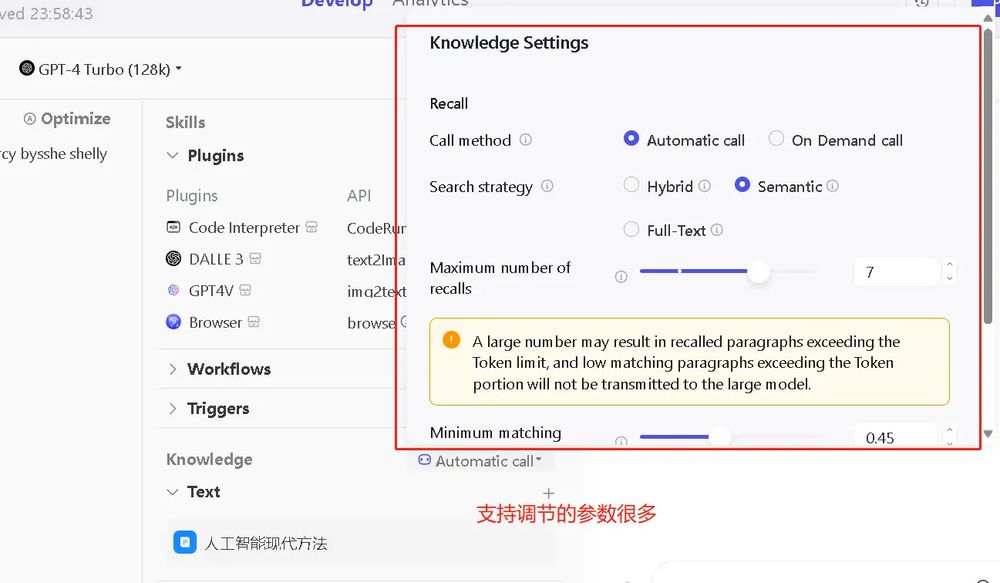 ved 23:58:43
Develop Analytics
GPT-4 Turbo (128k)
Optimize
rcy bysshe shelly
Skills
Plugins
Plugins API
Code Interpreter CodeRun
DALLE 3 text2Ima
GPT4V img2text
Browser browse
Workflows
Triggers
Knowledge
Automatic call
Text
人工智能现代方法
Knowledge Settings
Recall
Call method Automatic call On Demand call
Search strategy Hybrid Semantic
Full-Text
Maximum number of
recalls
7
A large number may result in recalled paragraphs exceeding the
Token limit, and low matching paragraphs exceeding the Token
portion will not be transmitted to the large model.
Minimum matching
0.45
支持调节的参数很多